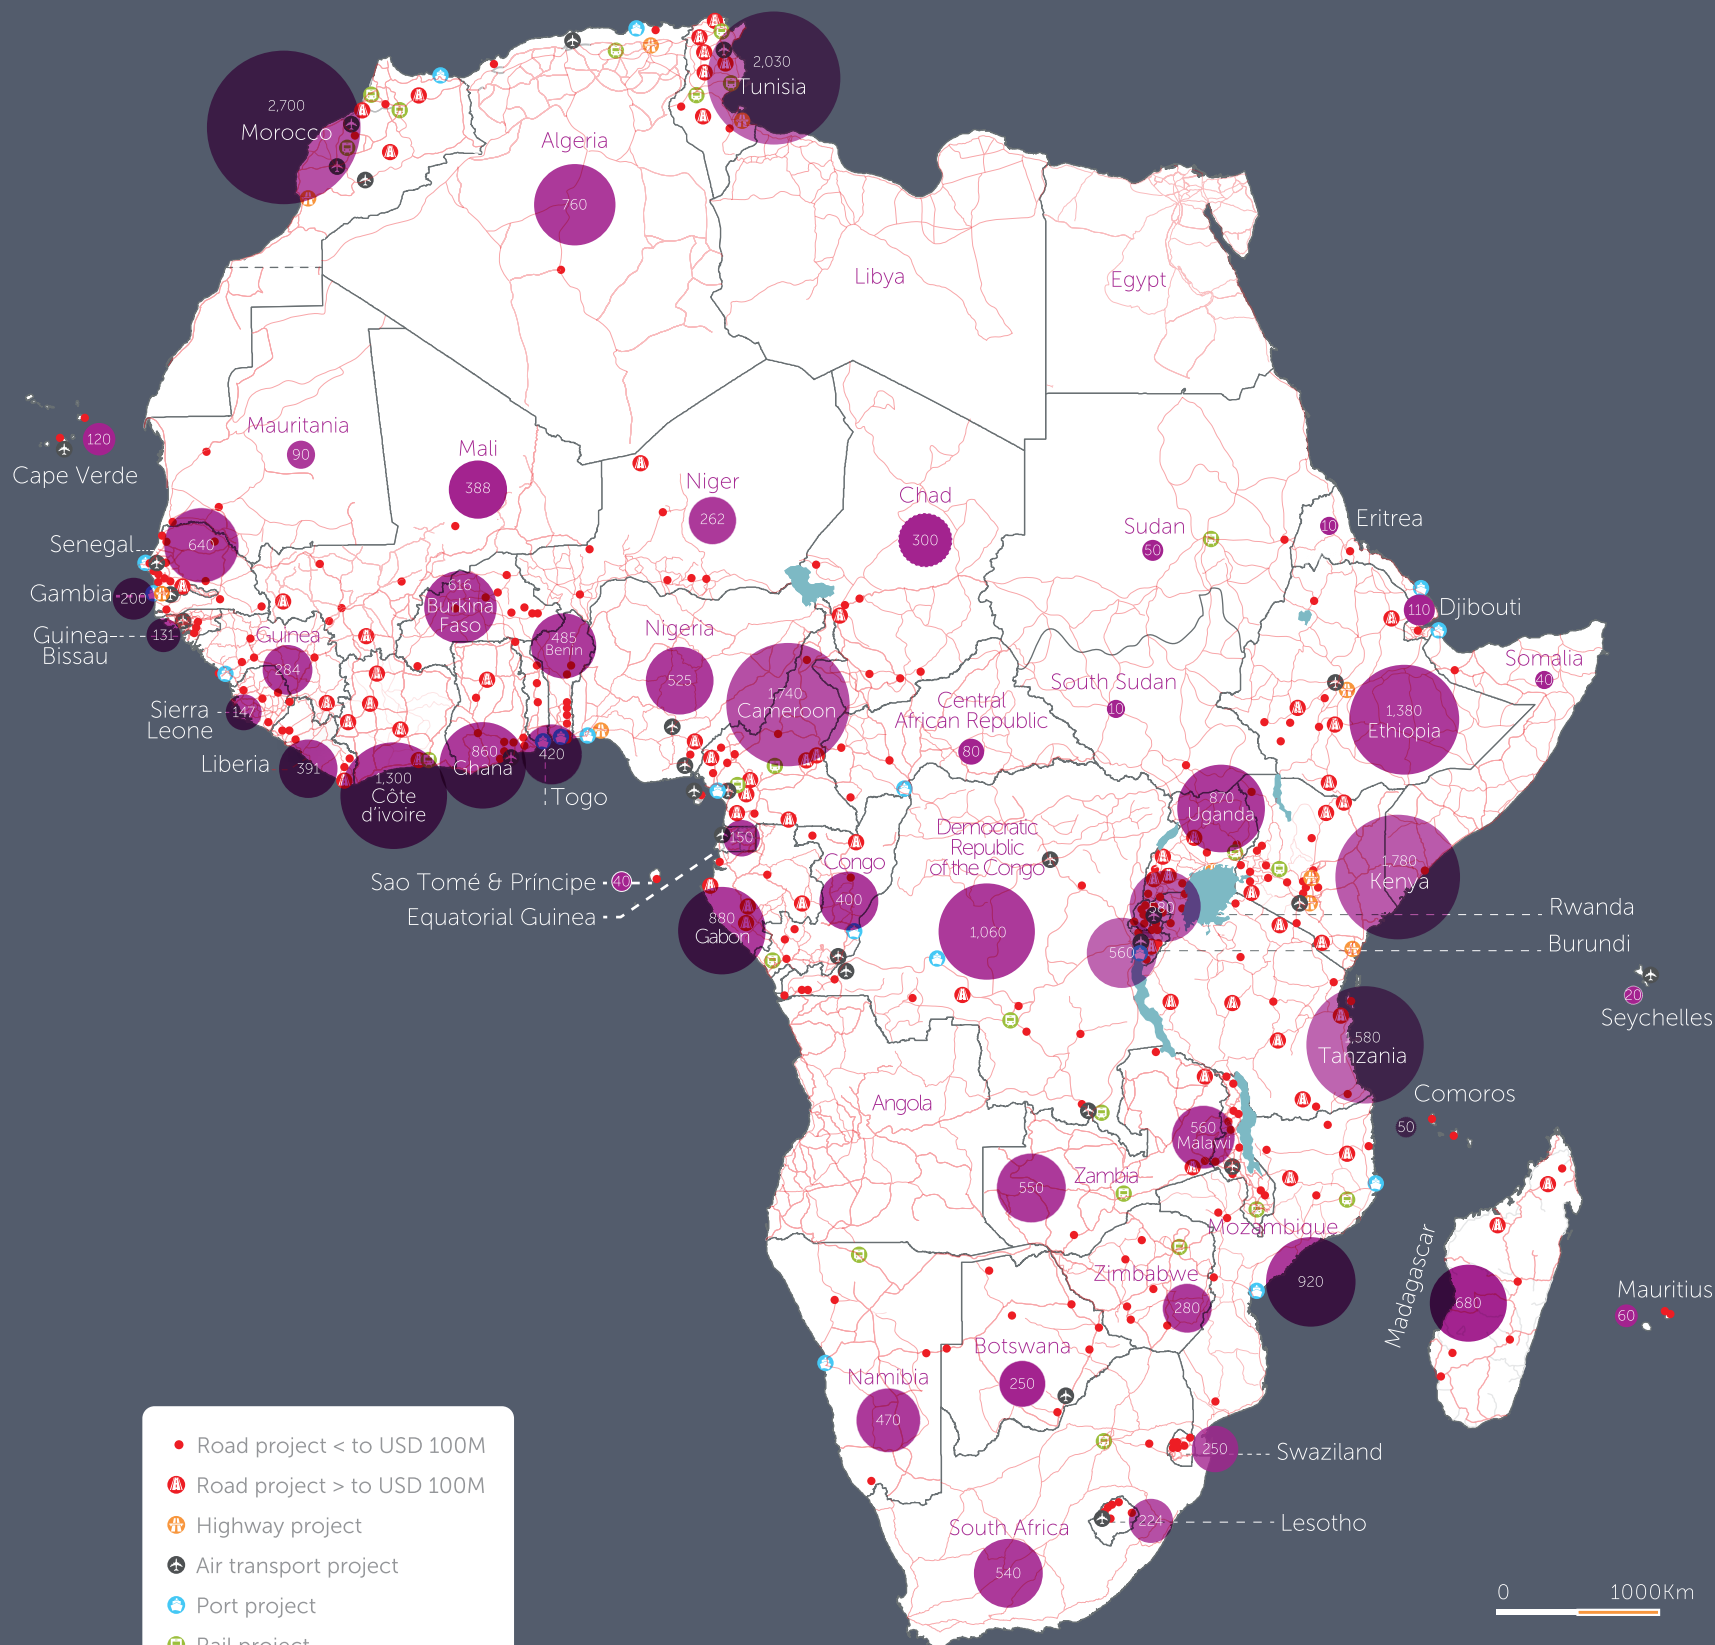 2,030
Tunisia
2,700
Morocco
Algeria
760
Libya
Egypt
Mauritania
90
120
Cape Verde
Mali
388
Niger
262
Chad
300
Sudan
50
10
Eritrea
Senegal
640
Gambia
200
Guinea
Bissau
131
616
Burkina
Faso
485
Benin
Nigeria
525
110
Djibouti
Somalia
40
Guinea
284
1,740
Cameroon
Central
African Republic
80
South Sudan
10
1,380
Ethiopia
Sierra
Leone
147
Liberia
391
1,300
Côte
d'ivoire
860
Ghana
420
Togo
870
Uganda
Democratic
Republic
of the Congo
1,060
150
Congo
400
1,780
Kenya
Sao Tomé & Príncipe
40
Equatorial Guinea
880
Gabon
580
Rwanda
560
Burundi
20
Seychelles
1,580
Tanzania
Angola
Comoros
50
560
Malawi
Zambia
550
Mozambique
920
Zimbabwe
280
Madagascar
680
Mauritius
60
Botswana
250
Namibia
470
250
Swaziland
224
Lesotho
South Africa
540
Road project < to USD 100M
Road project > to USD 100M
Highway project
Air transport project
Port project
Rail project
0 1000Km